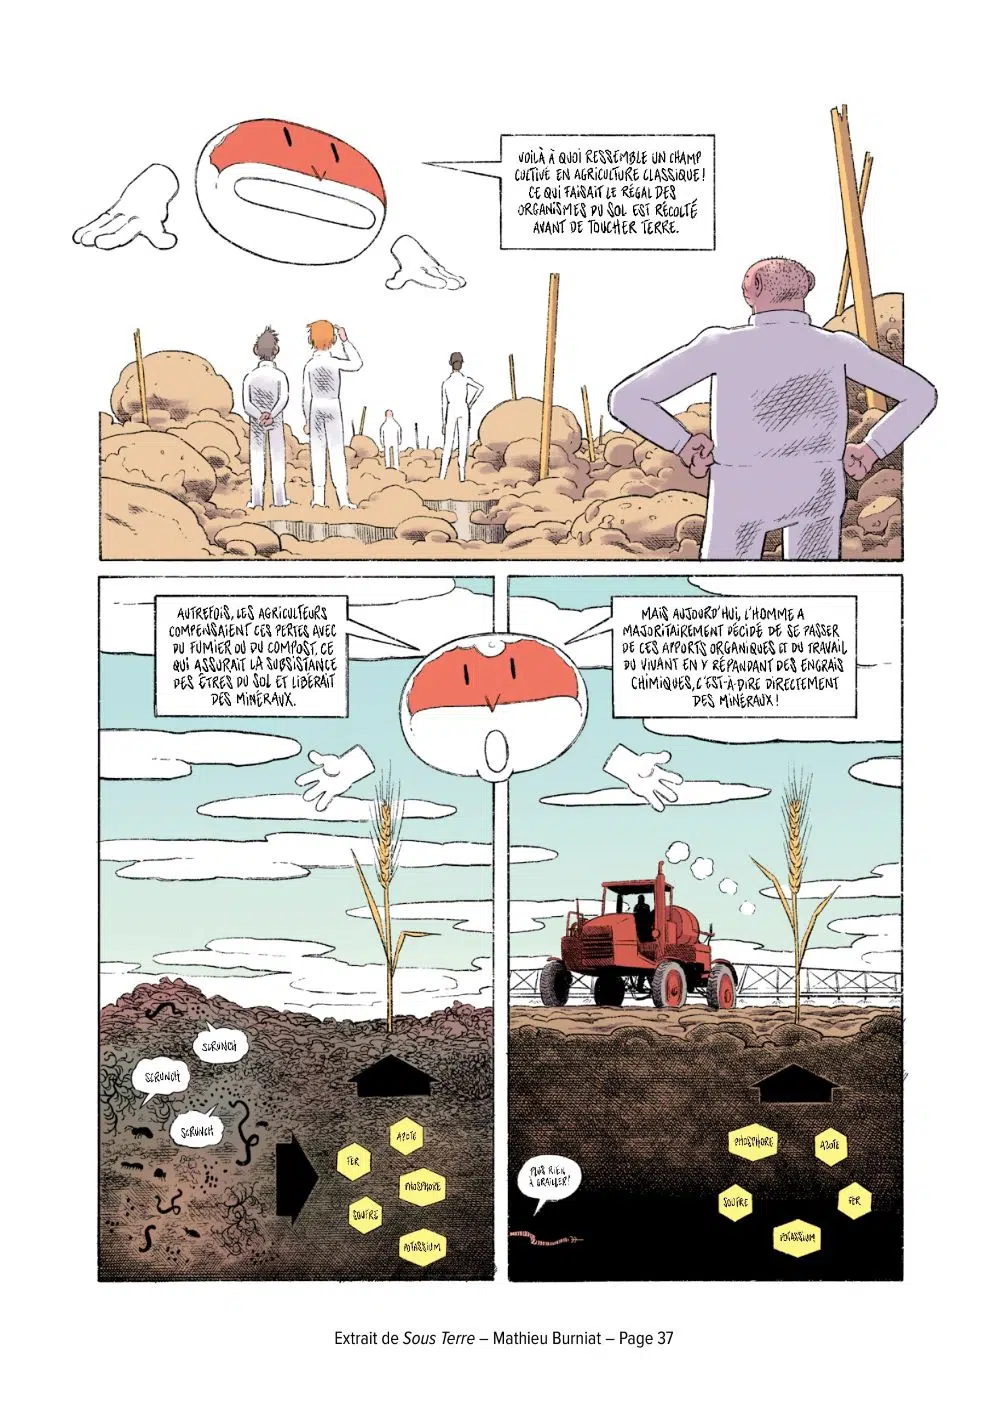 VOILÀ À QUOI RESSEMBLE UN CHAMP
CULTIVÉ EN AGRICULTURE CLASSIQUE!
CE QUI FAISAIT LE RÉGAL DES
ORGANISMES DU SOL EST RÉCOLTÉ
AVANT DE TOUCHER TERRE.
AUTREFOIS, LES AGRICULTEURS
COMPENSAIENT CES PERTES AVEC
DU FUMIER OU DU COMPOST, CE
QUI ASSURAIT LA SUBSISTANCE
DES ÊTRES DU SOL ET LIBÉRAIT
DES MINÉRAUX.
MAIS AUJOURD'HUI, L'HOMME A
MAJORITAIREMENT DÉCIDÉ DE SE PASSER
DE CES APPORTS ORGANIQUES ET DU TRAVAIL
DU VIVANT EN Y RÉPANDANT DES ENGRAIS
CHIMIQUES, C'EST-À-DIRE DIRECTEMENT
DES MINÉRAUX!
SCRUNCH
SCRUNCH
SCRUNCH
AZOTE
FER
PHOSPHORE
SOUFRE
POTASSIUM
PLUS RIEN
À GRAILLER!
PHOSPHORE
AZOTE
SOUFRE
FER
POTASSIUM
Extrait de Sous Terre – Mathieu Burniat – Page 37